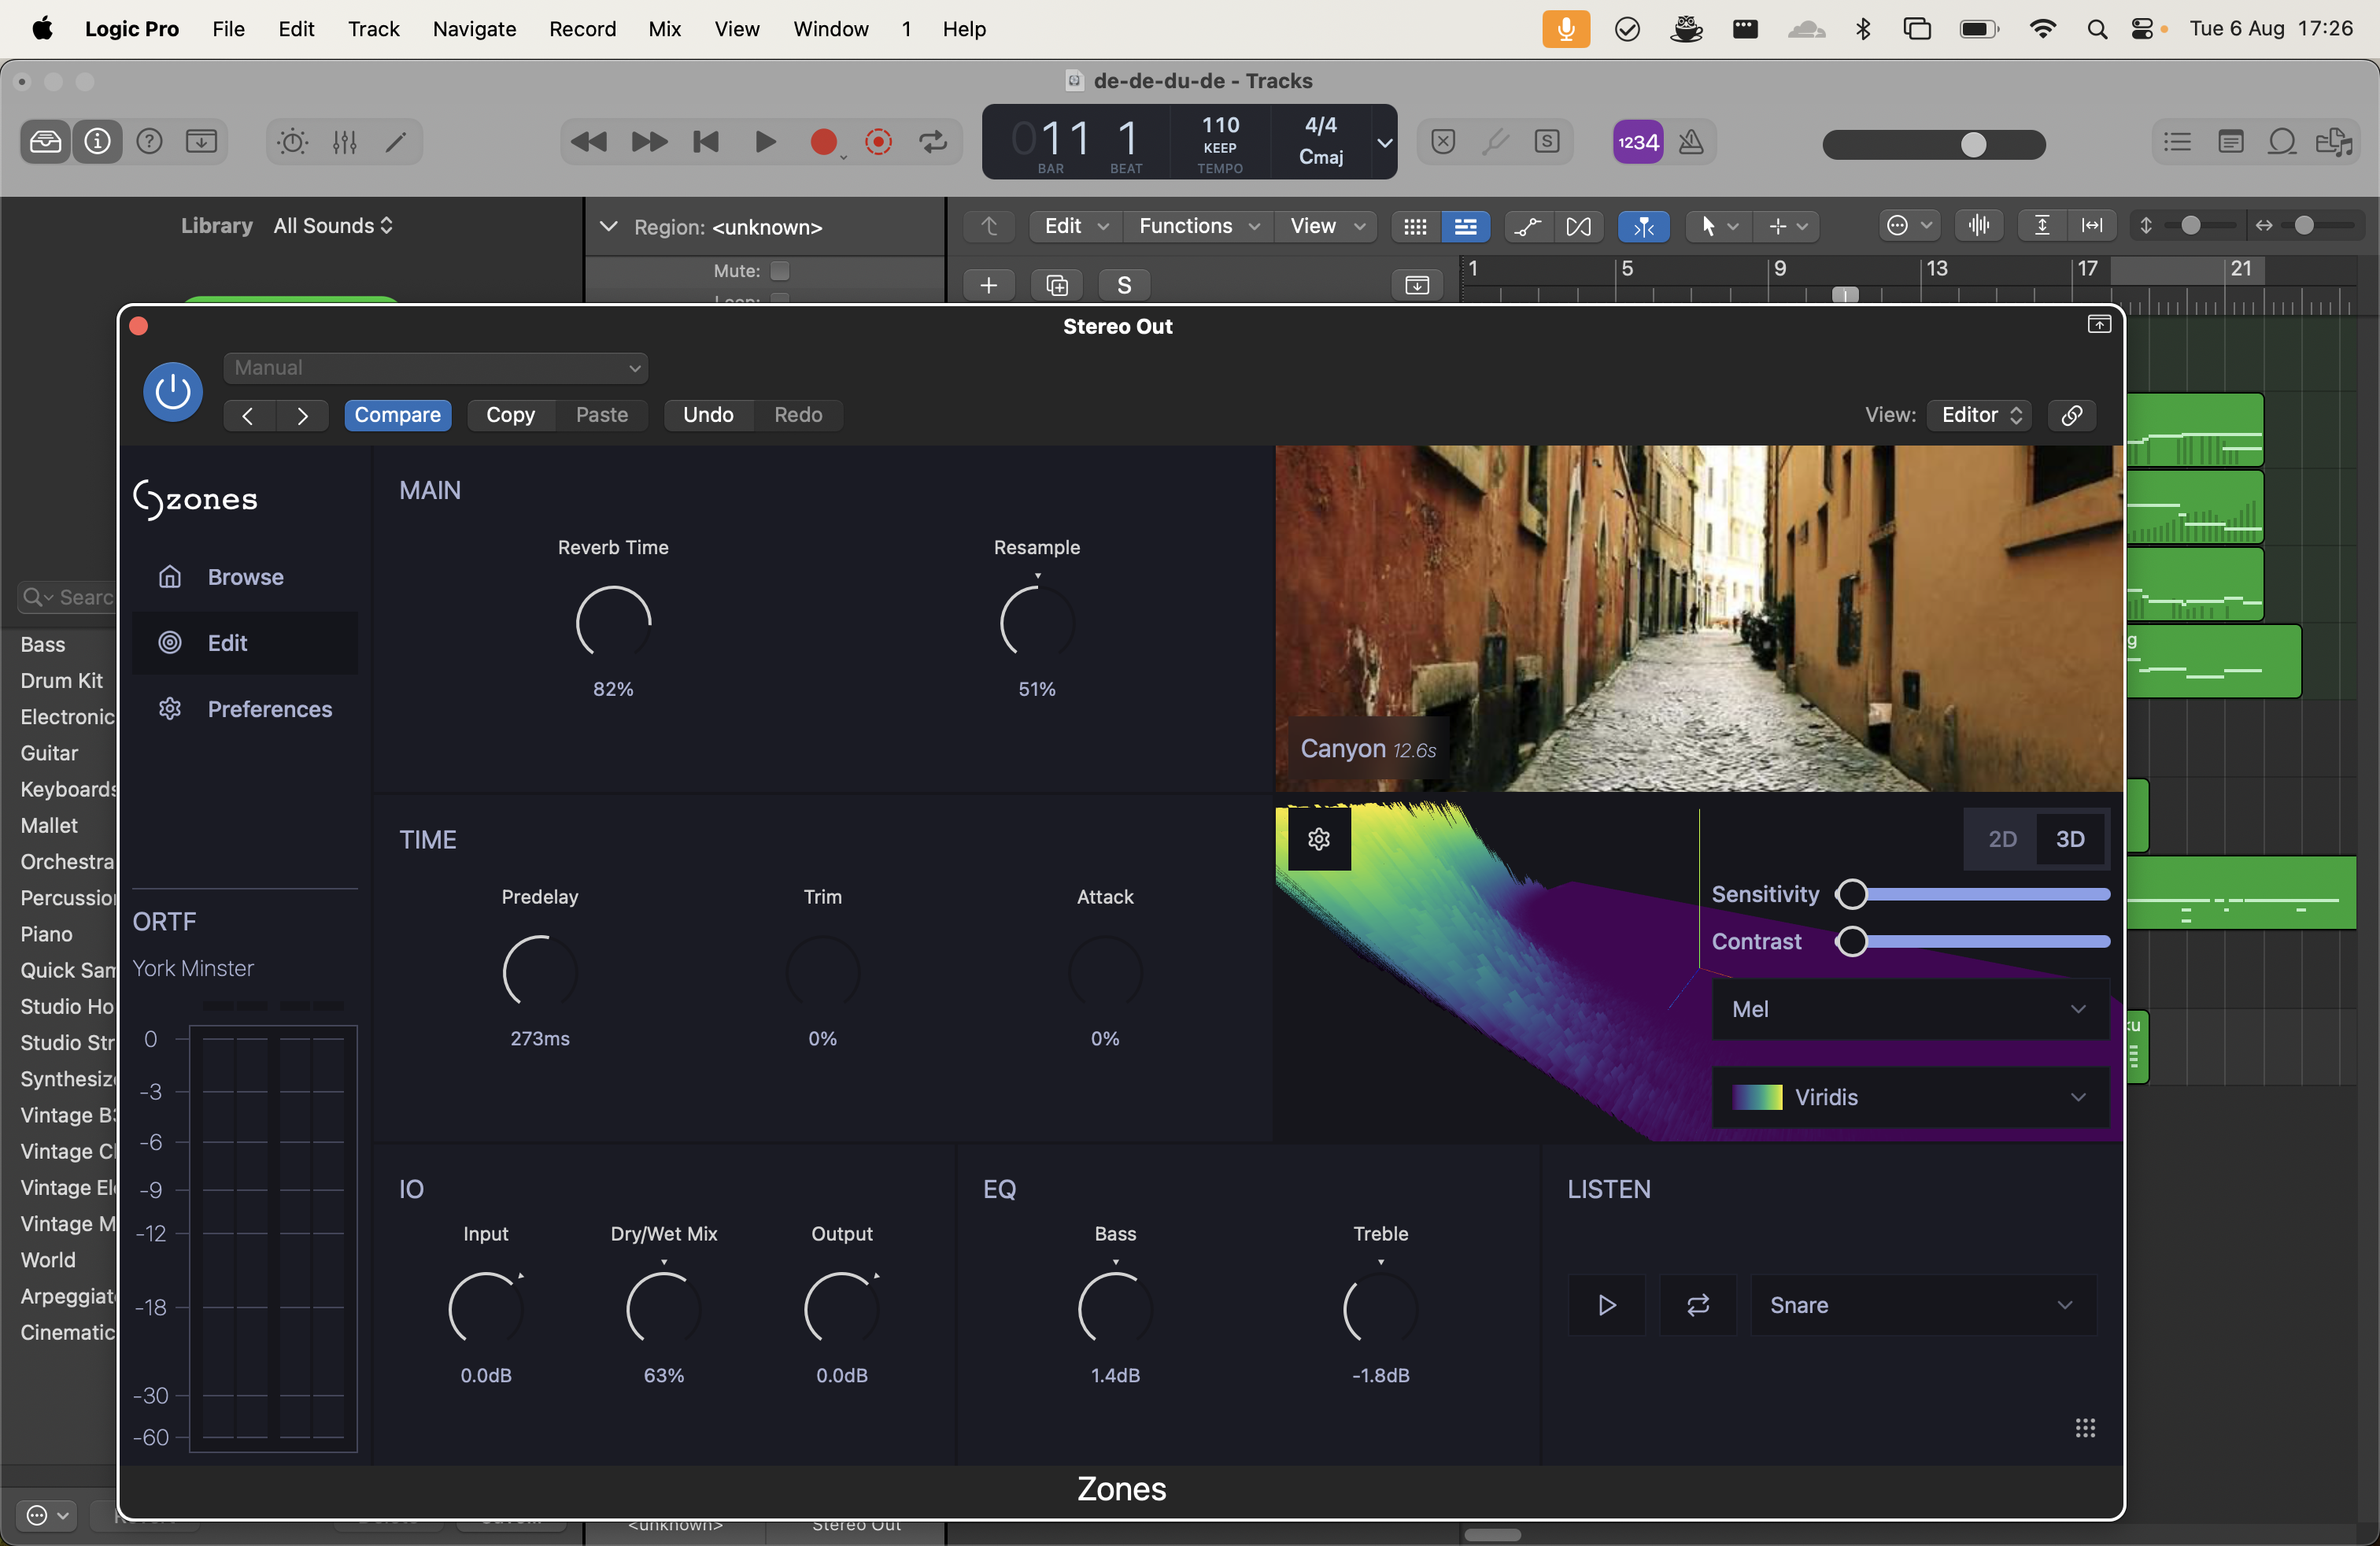 Logic Pro File Edit Track Navigate Record Mix View Window 1 Help Tue 6 Aug 17:26
de-de-du-de - Tracks
011 1 110 4/4
KEEP Cmaj
BAR BEAT TEMPO
1234
S
Library All Sounds
Region: <unknown>
Mute:
Edit Functions View
S
1 5 9 13 17 21
Stereo Out
Manual
Compare Copy Paste Undo Redo
View: Editor
zones
Browse
Edit
Preferences
ORTF
York Minster
0
-3
-6
-9
-12
-18
-30
-60
MAIN
Reverb Time Resample
82% 51%
Canyon 12.6s
TIME
Predelay Trim Attack
273ms 0% 0%
2D 3D
Sensitivity
Contrast
Mel
Viridis
IO
Input Dry/Wet Mix Output
0.0dB 63% 0.0dB
EQ
Bass Treble
1.4dB -1.8dB
LISTEN
Snare
Zones
Searc
Bass
Drum Kit
Electronic
Guitar
Keyboards
Mallet
Orchestra
Percussion
Piano
Quick Sam
Studio Ho
Studio Str
Synthesize
Vintage B3
Vintage Cl
Vintage Ele
Vintage M
World
Arpeggiat
Cinematic
g
<unknown> Stereo Out